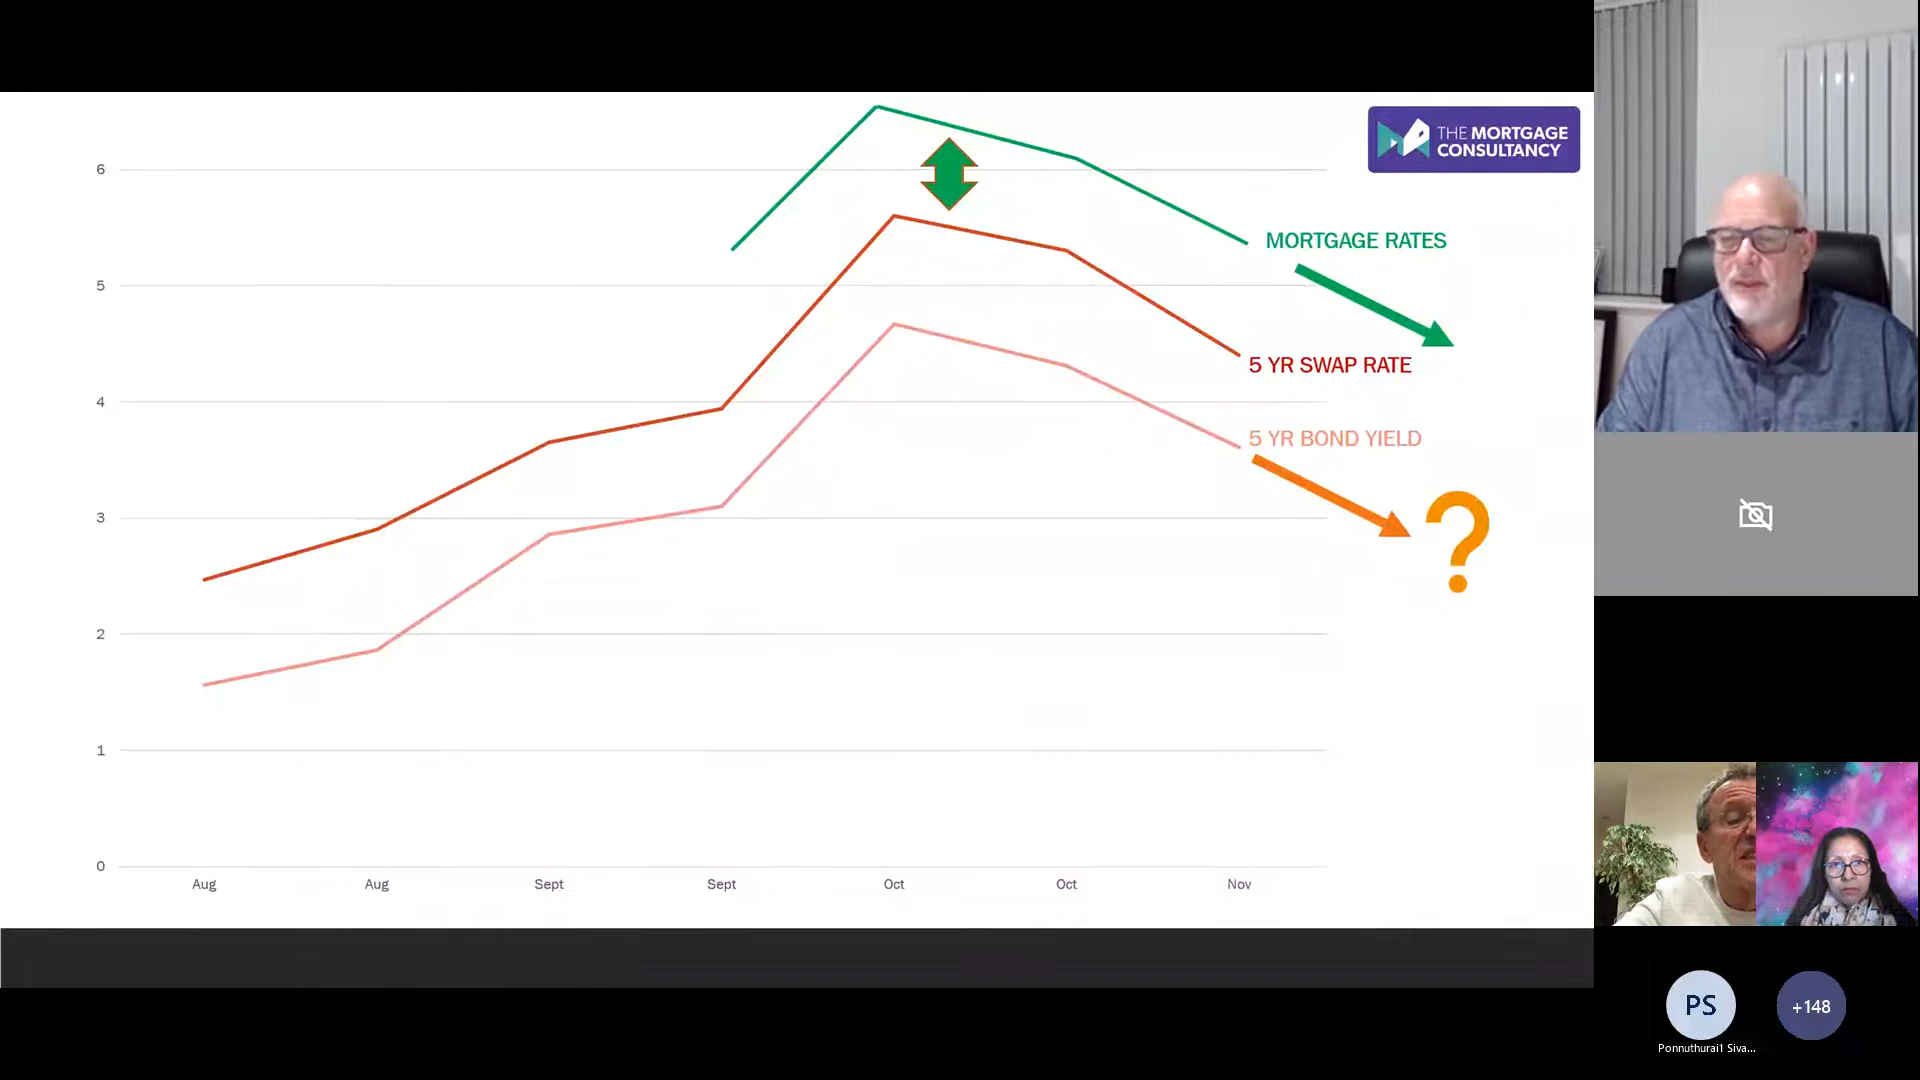 THE MORTGAGE
CONSULTANCY
6
5
4
3
2
1
0
MORTGAGE RATES
5 YR SWAP RATE
5 YR BOND YIELD
?
Aug Aug Sept Sept Oct Oct Nov
PS
+148
Ponnuthurai1 Siva...